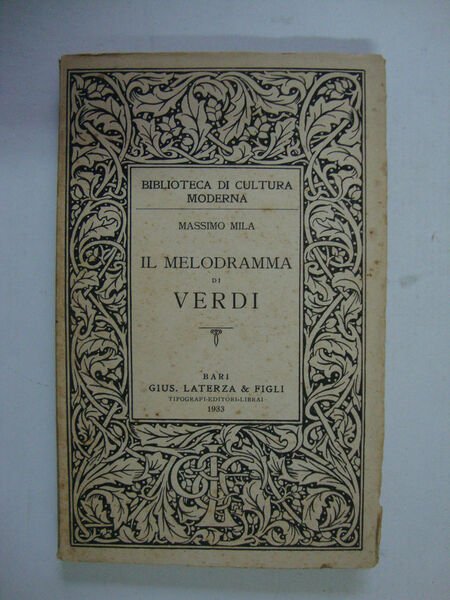 BIBLIOTECA DI CULTURA
MODERNA
MASSIMO MILA
IL MELODRAMMA
DI
VERDI
BARI
GIUS. LATERZA & FIGLI
TIPOGRAFI-EDITORI-LIBRAI
1933